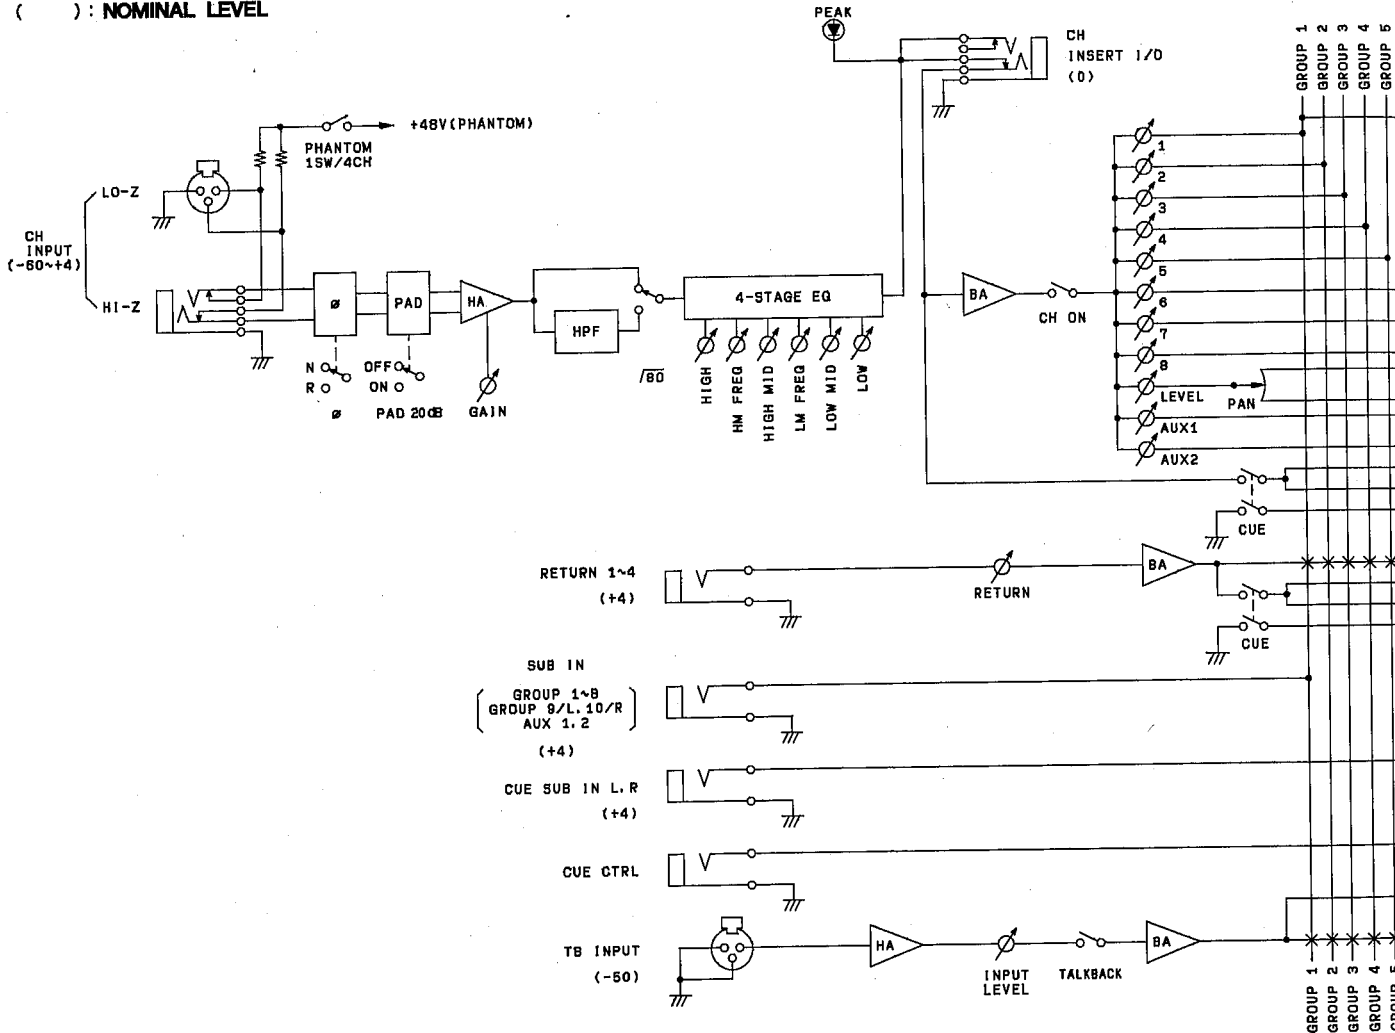 ( ) : NOMINAL LEVEL
PEAK
CH
INSERT I/O
(0)
GROUP 1
GROUP 2
GROUP 3
GROUP 4
GROUP 5
+48V(PHANTOM)
PHANTOM
1SW/4CH
LO-Z
CH
INPUT
(-60~+4)
HI-Z
ø
PAD
HA
HPF
4-STAGE EQ
BA
CH ON
1
2
3
4
5
6
7
8
LEVEL
PAN
AUX1
AUX2
N
R
ø
OFF
ON
PAD 20dB
GAIN
/80
HIGH
HM FREQ
HIGH MID
LM FREQ
LOW MID
LOW
CUE
RETURN 1~4
(+4)
RETURN
BA
CUE
SUB IN
GROUP 1~8
GROUP 9/L, 10/R
AUX 1, 2
(+4)
CUE SUB IN L, R
(+4)
CUE CTRL
TB INPUT
(-50)
HA
INPUT
LEVEL
TALKBACK
BA
GROUP 1
GROUP 2
GROUP 3
GROUP 4
GROUP 5